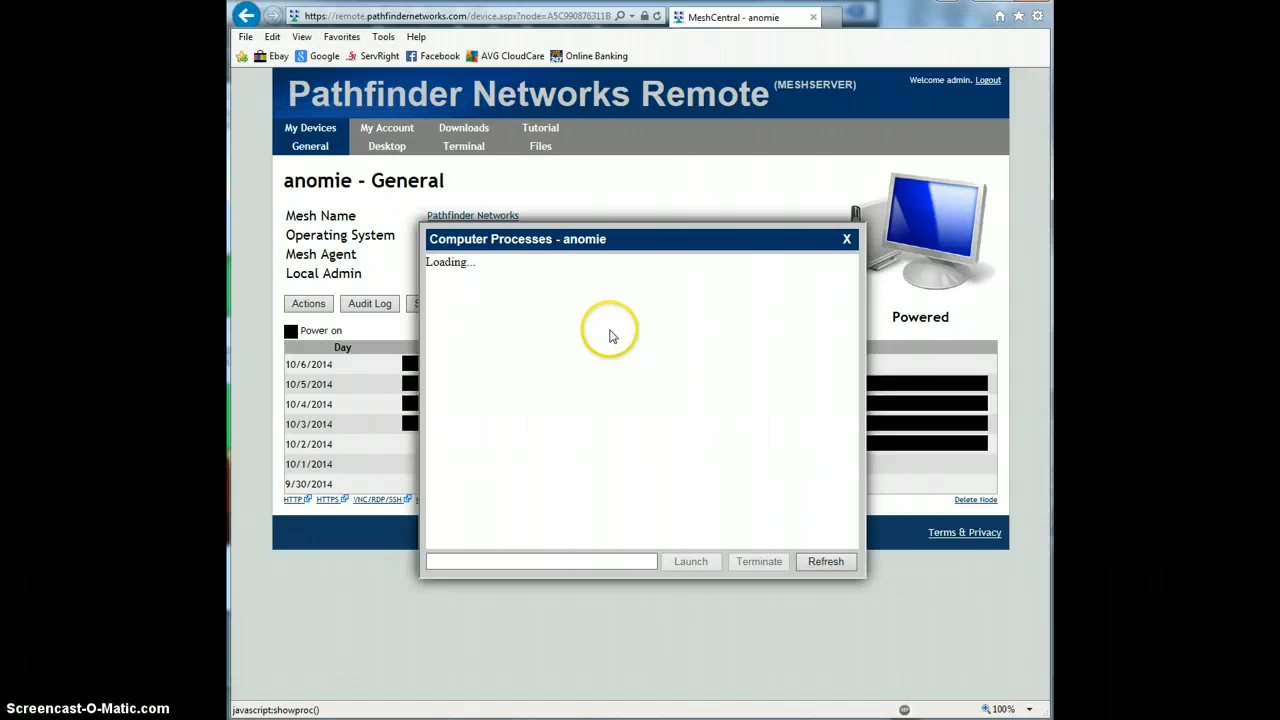 https://remote.pathfindernetworks.com/device.aspx?node=A5C990876311B
MeshCentral - anomie
File Edit View Favorites Tools Help
Ebay Google ServRight Facebook AVG CloudCare Online Banking
Pathfinder Networks Remote (MESHSERVER)
Welcome admin. Logout
My Devices My Account Downloads Tutorial
General Desktop Terminal Files
anomie - General
Mesh Name Pathfinder Networks
Operating System
Mesh Agent
Local Admin
Computer Processes - anomie X
Loading...
Actions Audit Log
Powered
Power on
Day
10/6/2014
10/5/2014
10/4/2014
10/3/2014
10/2/2014
10/1/2014
9/30/2014
HTTP HTTPS VNC/RDP/SSH
Delete Node
Terms & Privacy
Launch Terminate Refresh
Screencast-O-Matic.com
javascript:showproc()
100%